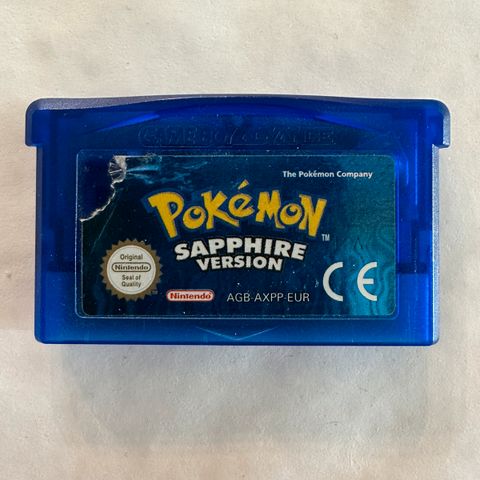 GAME BOY ADVANCE
The Pokémon Company
POKéMON
TM
SAPPHIRE
VERSION
Original
Nintendo
Seal of
Quality
Nintendo
AGB-AXPP-EUR
CE